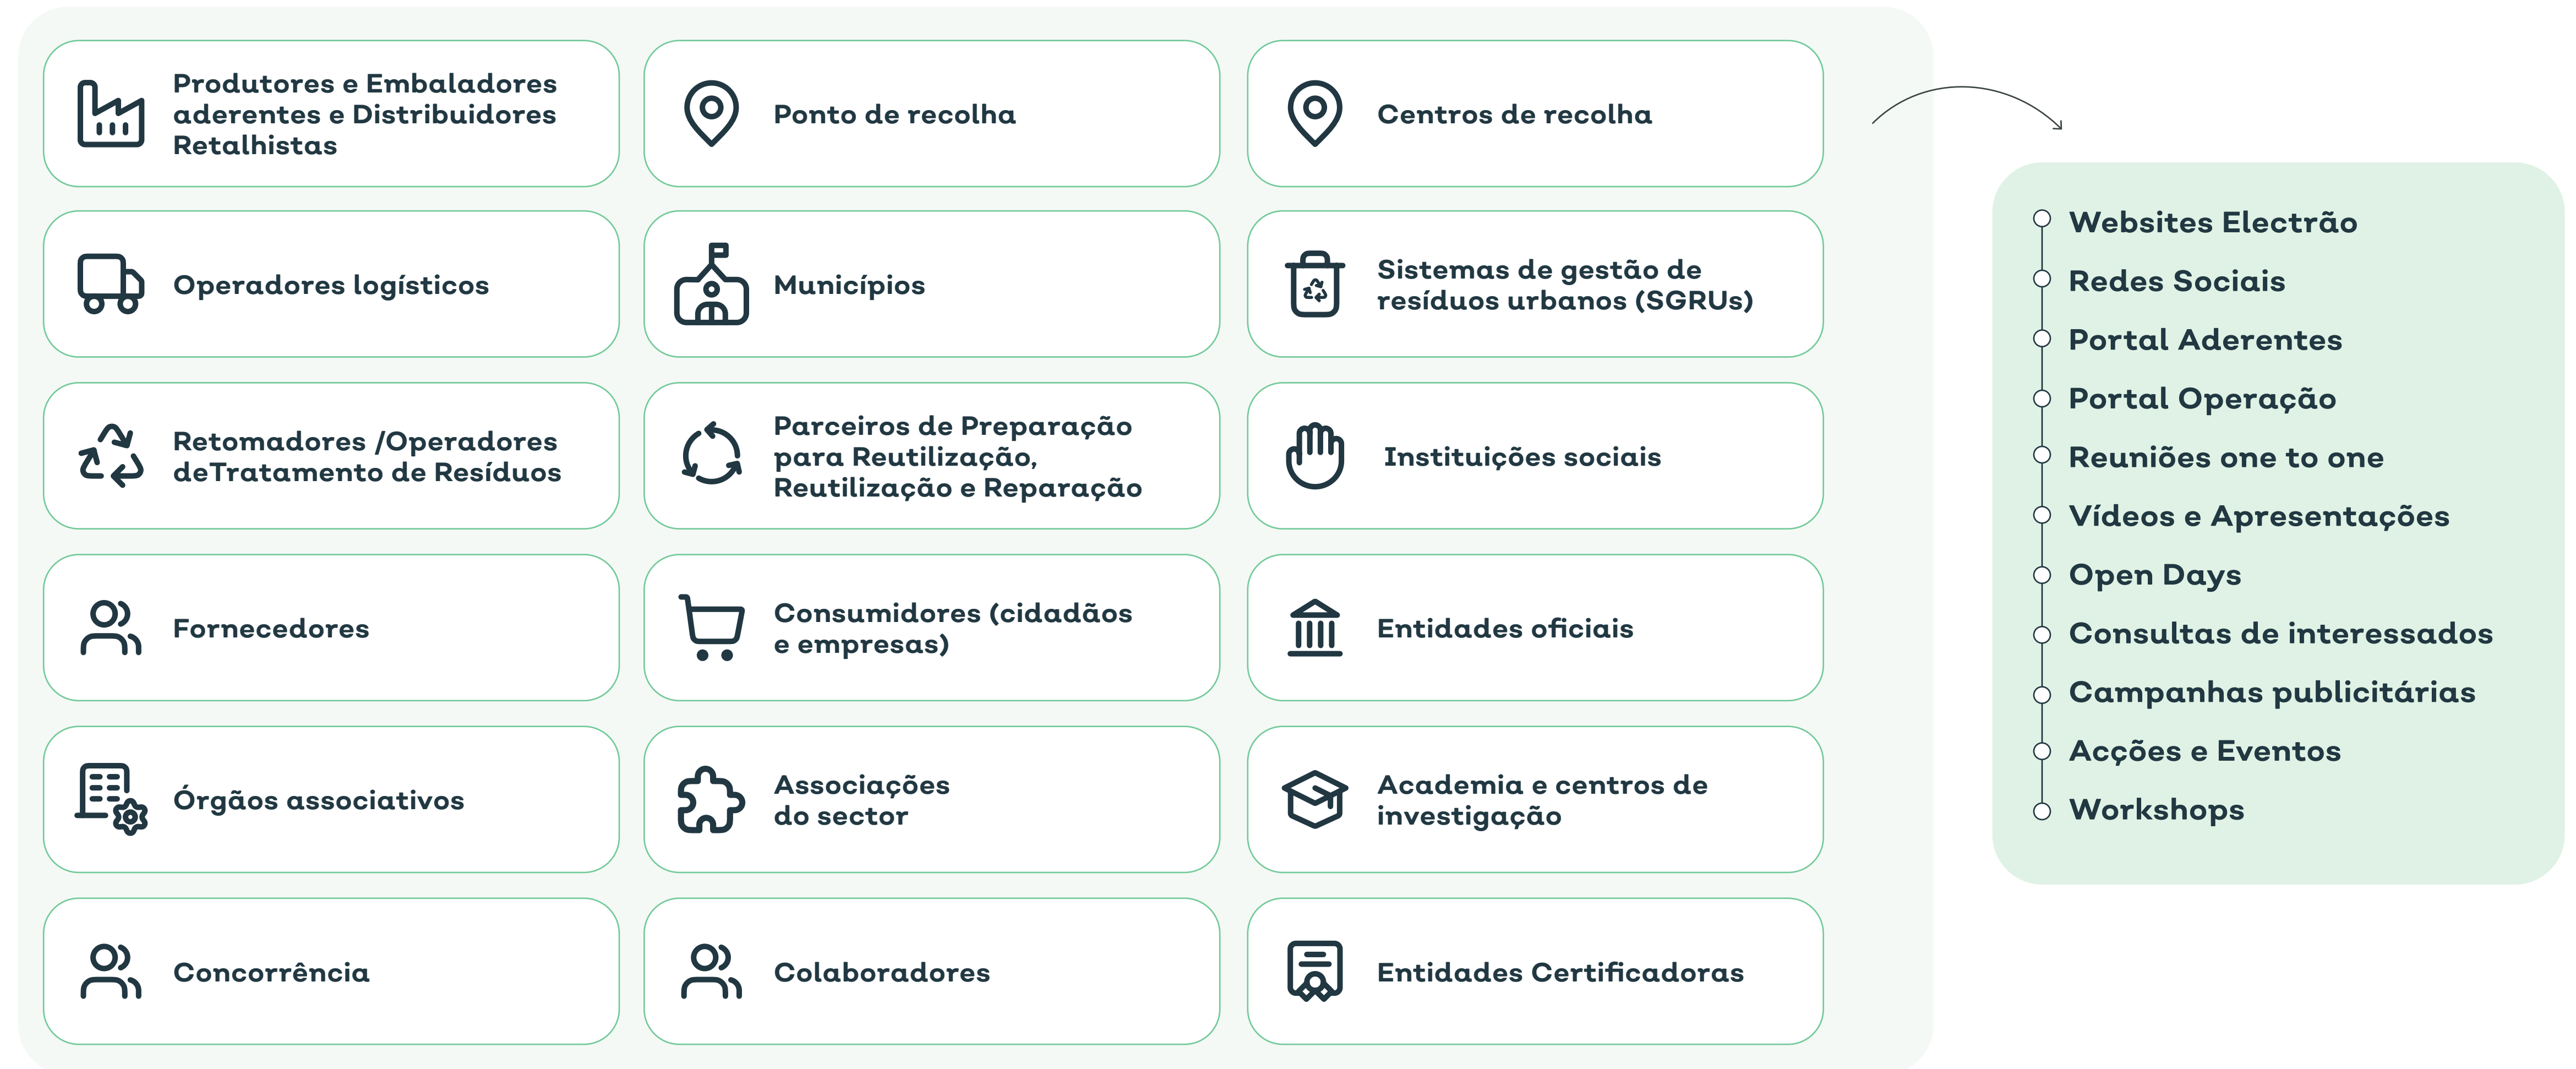 Produtores e Embaladores
aderentes e Distribuidores
Retalhistas
Ponto de recolha
Centros de recolha
Operadores logísticos
Municípios
Sistemas de gestão de
resíduos urbanos (SGRUs)
Retomadores /Operadores
deTratamento de Resíduos
Parceiros de Preparação
para Reutilização,
Reutilização e Reparação
Instituições sociais
Fornecedores
Consumidores (cidadãos
e empresas)
Entidades oficiais
Órgãos associativos
Associações
do sector
Academia e centros de
investigação
Concorrência
Colaboradores
Entidades Certificadoras
Websites Electrão
Redes Sociais
Portal Aderentes
Portal Operação
Reuniões one to one
Vídeos e Apresentações
Open Days
Consultas de interessados
Campanhas publicitárias
Acções e Eventos
Workshops